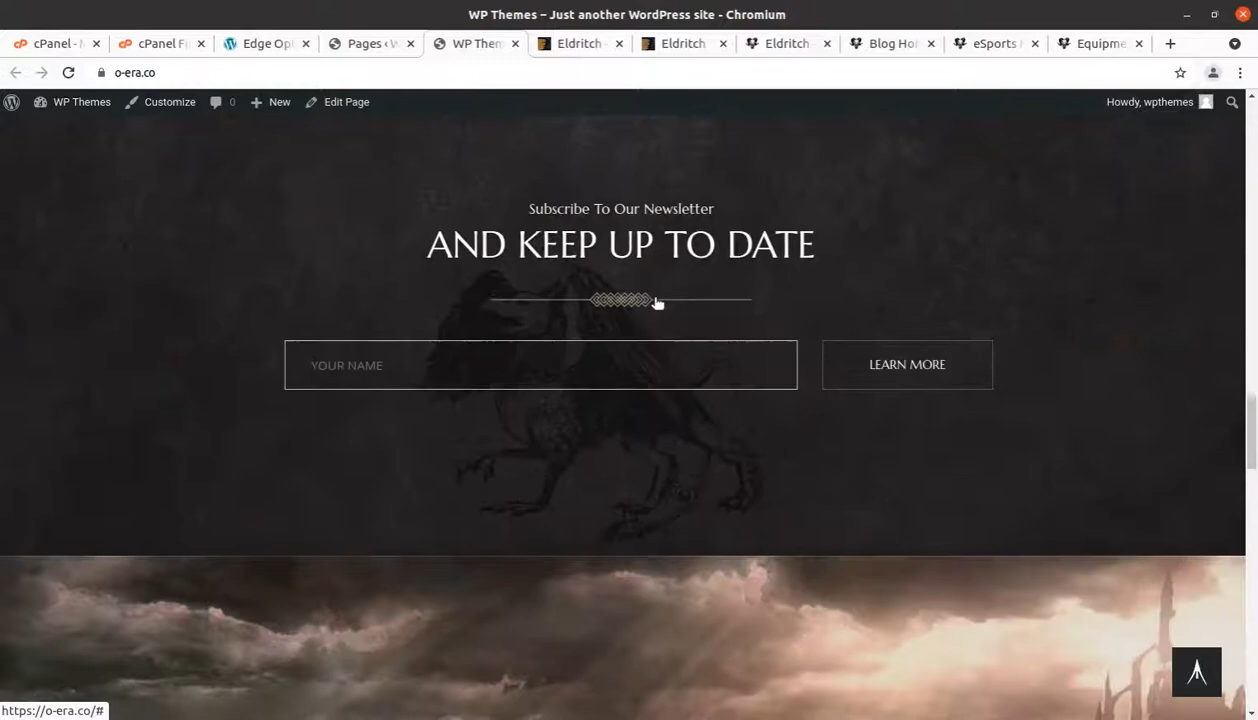 WP Themes – Just another WordPress site - Chromium
cPanel - M
cPanel Fi
Edge Op
Pages ‹ W
WP Them
Eldritch
Eldritch
Eldritch
Blog Ho
eSports
Equipme
o-era.co
WP Themes
Customize
0
New
Edit Page
Howdy, wpthemes
Subscribe To Our Newsletter
AND KEEP UP TO DATE
YOUR NAME
LEARN MORE
https://o-era.co/#